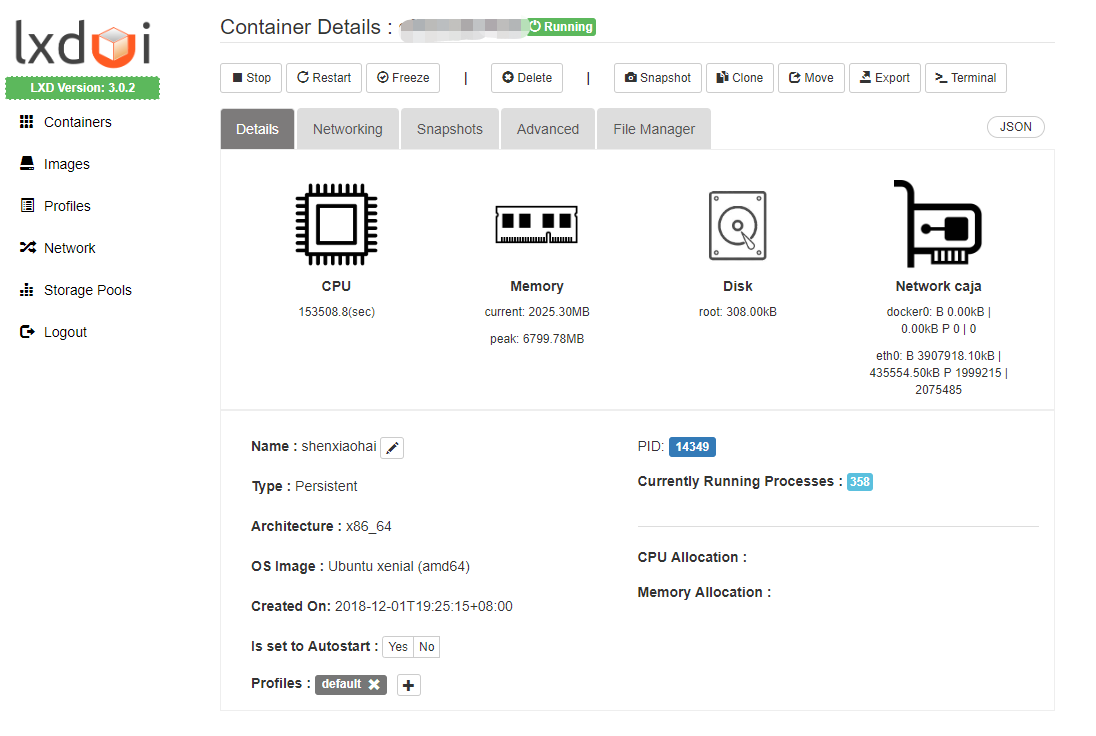 lxdui
LXD Version: 3.0.2
Containers
Images
Profiles
Network
Storage Pools
Logout
Container Details : Running
Stop Restart Freeze | Delete | Snapshot Clone Move Export Terminal
Details Networking Snapshots Advanced File Manager JSON
CPU
153508.8(sec)
Memory
current: 2025.30MB
peak: 6799.78MB
Disk
root: 308.00kB
Network caja
docker0: B 0.00kB |
0.00kB P 0 | 0
eth0: B 3907918.10kB |
435554.50kB P 1999215 |
2075485
Name : shenxiaohai
Type : Persistent
Architecture : x86_64
OS Image : Ubuntu xenial (amd64)
Created On: 2018-12-01T19:25:15+08:00
Is set to Autostart : Yes No
Profiles : default
PID: 14349
Currently Running Processes : 358
CPU Allocation :
Memory Allocation :